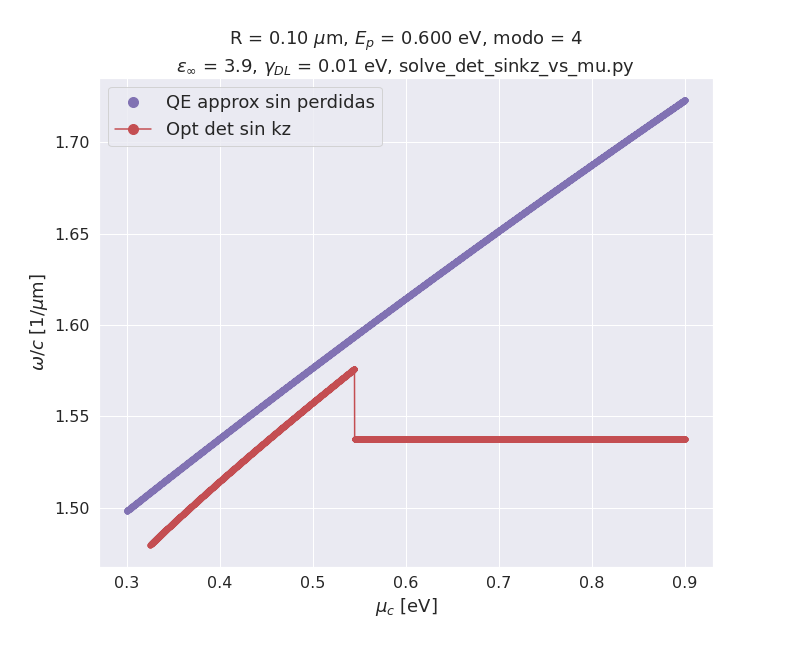 R = 0.10 μm, E_p = 0.600 eV, modo = 4
ε_∞ = 3.9, γ_DL = 0.01 eV, solve_det_sinkz_vs_mu.py
QE approx sin perdidas
Opt det sin kz
1.70
1.65
1.60
1.55
1.50
ω/c [1/μm]
0.3 0.4 0.5 0.6 0.7 0.8 0.9
μ_c [eV]